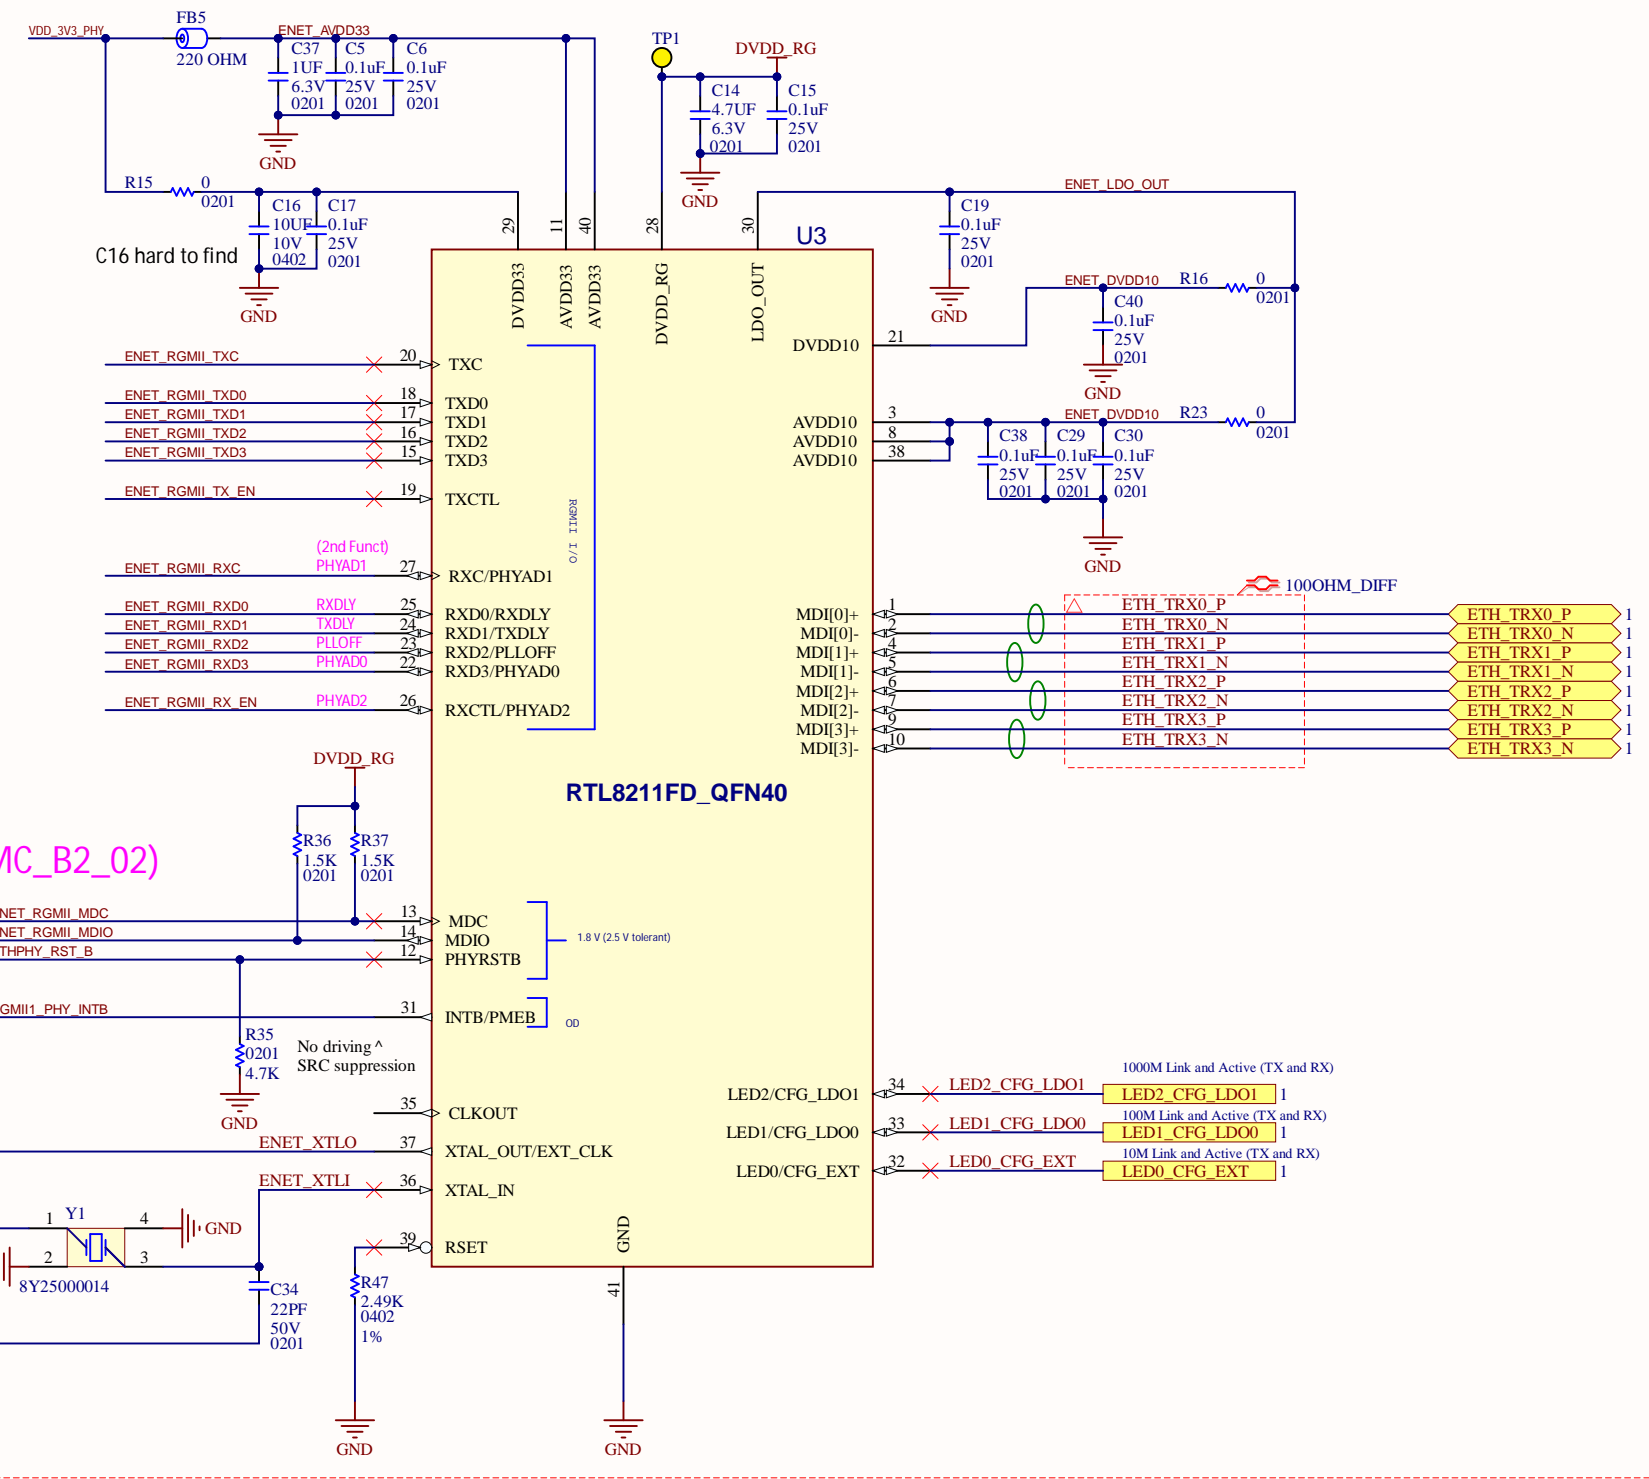 VDD_3V3_PHY
FB5
220 OHM
ENET_AVDD33
C37
1UF
6.3V
0201
C5
0.1uF
25V
0201
C6
0.1uF
25V
0201
GND
TP1
DVDD_RG
C14
4.7UF
6.3V
0201
C15
0.1uF
25V
0201
GND
R15
0
0201
C16
10UF
10V
0402
C17
0.1uF
25V
0201
C16 hard to find
GND
29
11
40
28
30
ENET_LDO_OUT
C19
0.1uF
25V
0201
GND
U3
DVDD33
AVDD33
AVDD33
DVDD_RG
LDO_OUT
ENET_DVDD10
R16
0
0201
C40
0.1uF
25V
0201
GND
DVDD10
21
AVDD10
3
AVDD10
8
AVDD10
38
ENET_DVDD10
R23
0
0201
C38
0.1uF
25V
0201
C29
0.1uF
25V
0201
C30
0.1uF
25V
0201
GND
ENET_RGMII_TXC
20
TXC
ENET_RGMII_TXD0
18
TXD0
ENET_RGMII_TXD1
17
TXD1
ENET_RGMII_TXD2
16
TXD2
ENET_RGMII_TXD3
15
TXD3
ENET_RGMII_TX_EN
19
TXCTL
RGMII I/O
(2nd Funct)
ENET_RGMII_RXC
PHYAD1
27
RXC/PHYAD1
ENET_RGMII_RXD0
RXDLY
25
RXD0/RXDLY
ENET_RGMII_RXD1
TXDLY
24
RXD1/TXDLY
ENET_RGMII_RXD2
PLLOFF
23
RXD2/PLLOFF
ENET_RGMII_RXD3
PHYAD0
22
RXD3/PHYAD0
ENET_RGMII_RX_EN
PHYAD2
26
RXCTL/PHYAD2
100OHM_DIFF
MDI[0]+
1
ETH_TRX0_P
ETH_TRX0_P
1
MDI[0]-
2
ETH_TRX0_N
ETH_TRX0_N
1
MDI[1]+
4
ETH_TRX1_P
ETH_TRX1_P
1
MDI[1]-
5
ETH_TRX1_N
ETH_TRX1_N
1
MDI[2]+
6
ETH_TRX2_P
ETH_TRX2_P
1
MDI[2]-
7
ETH_TRX2_N
ETH_TRX2_N
1
MDI[3]+
9
ETH_TRX3_P
ETH_TRX3_P
1
MDI[3]-
10
ETH_TRX3_N
ETH_TRX3_N
1
RTL8211FD_QFN40
DVDD_RG
R36
1.5K
0201
R37
1.5K
0201
MC_B2_02)
NET_RGMII_MDC
13
MDC
NET_RGMII_MDIO
14
MDIO
THPHY_RST_B
12
PHYRSTB
1.8 V (2.5 V tolerant)
GMII1_PHY_INTB
31
INTB/PMEB
OD
R35
0201
4.7K
GND
No driving ^
SRC suppression
35
CLKOUT
ENET_XTLO
37
XTAL_OUT/EXT_CLK
ENET_XTLI
36
XTAL_IN
39
RSET
1000M Link and Active (TX and RX)
LED2/CFG_LDO1
34
LED2_CFG_LDO1
LED2_CFG_LDO1
1
100M Link and Active (TX and RX)
LED1/CFG_LDO0
33
LED1_CFG_LDO0
LED1_CFG_LDO0
1
10M Link and Active (TX and RX)
LED0/CFG_EXT
32
LED0_CFG_EXT
LED0_CFG_EXT
1
1
Y1
4
GND
2
3
8Y25000014
C34
22PF
50V
0201
R47
2.49K
0402
1%
GND
GND
41
GND